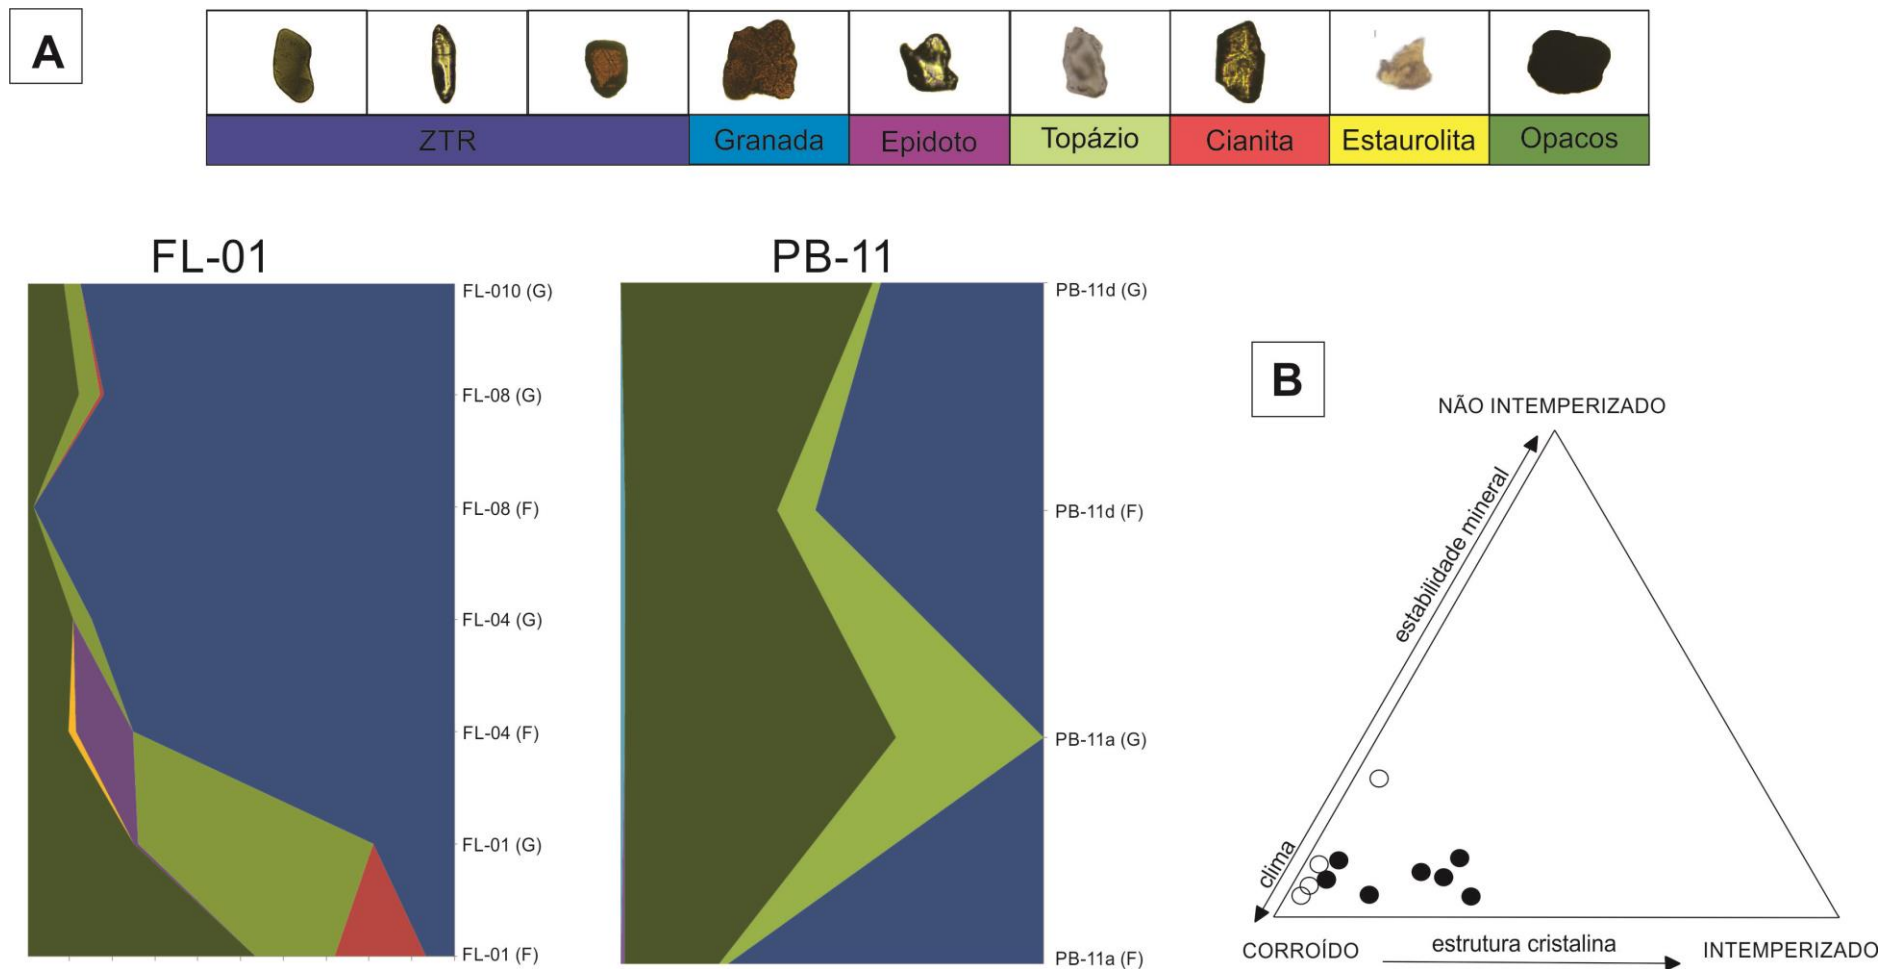 A
ZTR Granada Epidoto Topázio Cianita Estaurolita Opacos
FL-01
FL-010 (G)
FL-08 (G)
FL-08 (F)
FL-04 (G)
FL-04 (F)
FL-01 (G)
FL-01 (F)
PB-11
PB-11d (G)
PB-11d (F)
PB-11a (G)
PB-11a (F)
B
NÃO INTEMPERIZADO
estabilidade mineral
clima
CORROÍDO estrutura cristalina INTEMPERIZADO